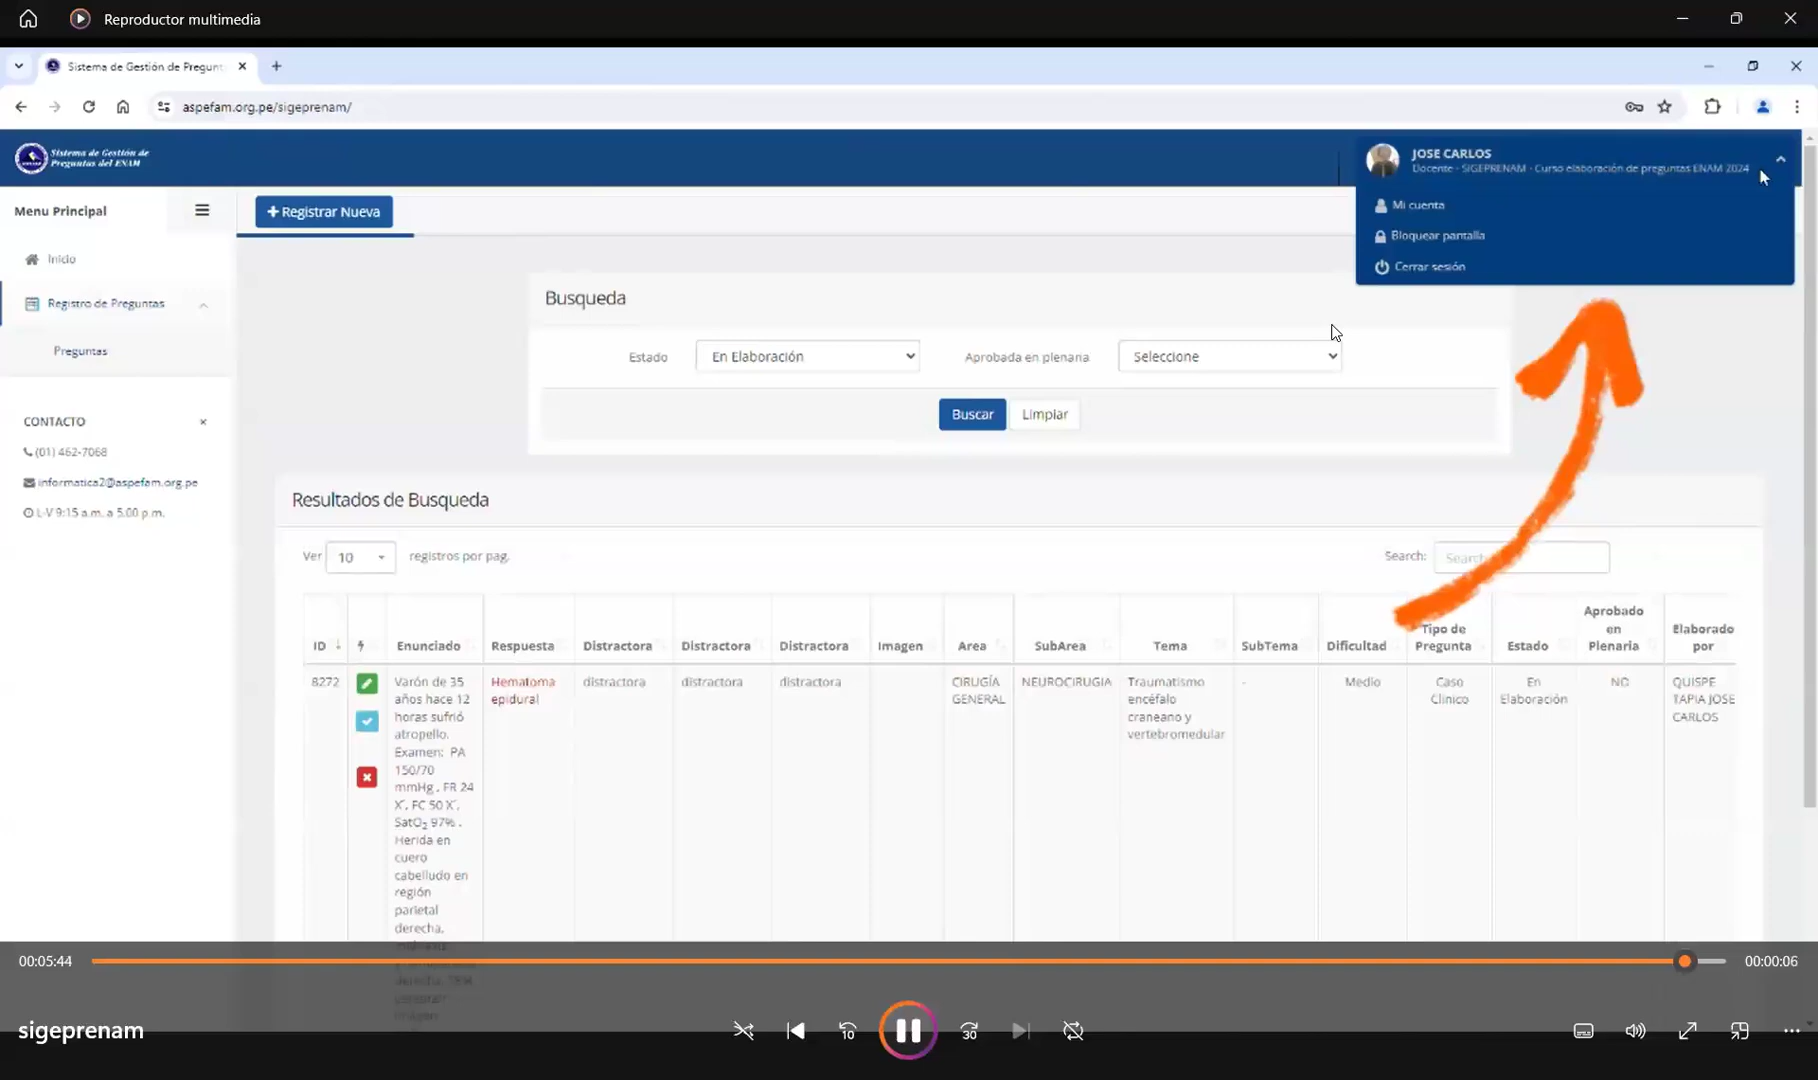 Reproductor multimedia
Sistema de Gestión de Pregunt
aspefam.org.pe/sigeprenam/
Sistema de Gestión de
Preguntas del ENAM
JOSE CARLOS
Docente - SIGEPRENAM - Curso elaboración de preguntas ENAM 2024
Mi cuenta
Bloquear pantalla
Cerrar sesión
Menu Principal
+ Registrar Nueva
Inicio
Registro de Preguntas
Preguntas
CONTACTO
(01) 462-7068
informatica2@aspefam.org.pe
L-V 9:15 a.m. a 5:00 p.m.
Busqueda
Estado
En Elaboración
Aprobada en plenaria
Seleccione
Buscar
Limpiar
Resultados de Busqueda
Ver 10 registros por pag.
Search:
ID
Enunciado
Respuesta
Distractora
Distractora
Distractora
Imagen
Area
SubArea
Tema
SubTema
Dificultad
Tipo de
Pregunta
Estado
Aprobado
en
Plenaria
Elaborado
por
8272
Varón de 35
años hace 12
horas sufrió
atropello.
Examen: PA
150/70
mmHg , FR 24
X', FC 50 X',
SatO₂ 97% .
Herida en
cuero
cabelludo en
región
parietal
derecha,
Hematoma
epidural
distractora
distractora
distractora
CIRUGÍA
GENERAL
NEUROCIRUGIA
Traumatismo
encéfalo
craneano y
vertebromedular
-
Medio
Caso
Clinico
En
Elaboración
NO
QUISPE
TAPIA JOSE
CARLOS
00:05:44
00:00:06
sigeprenam
10
30